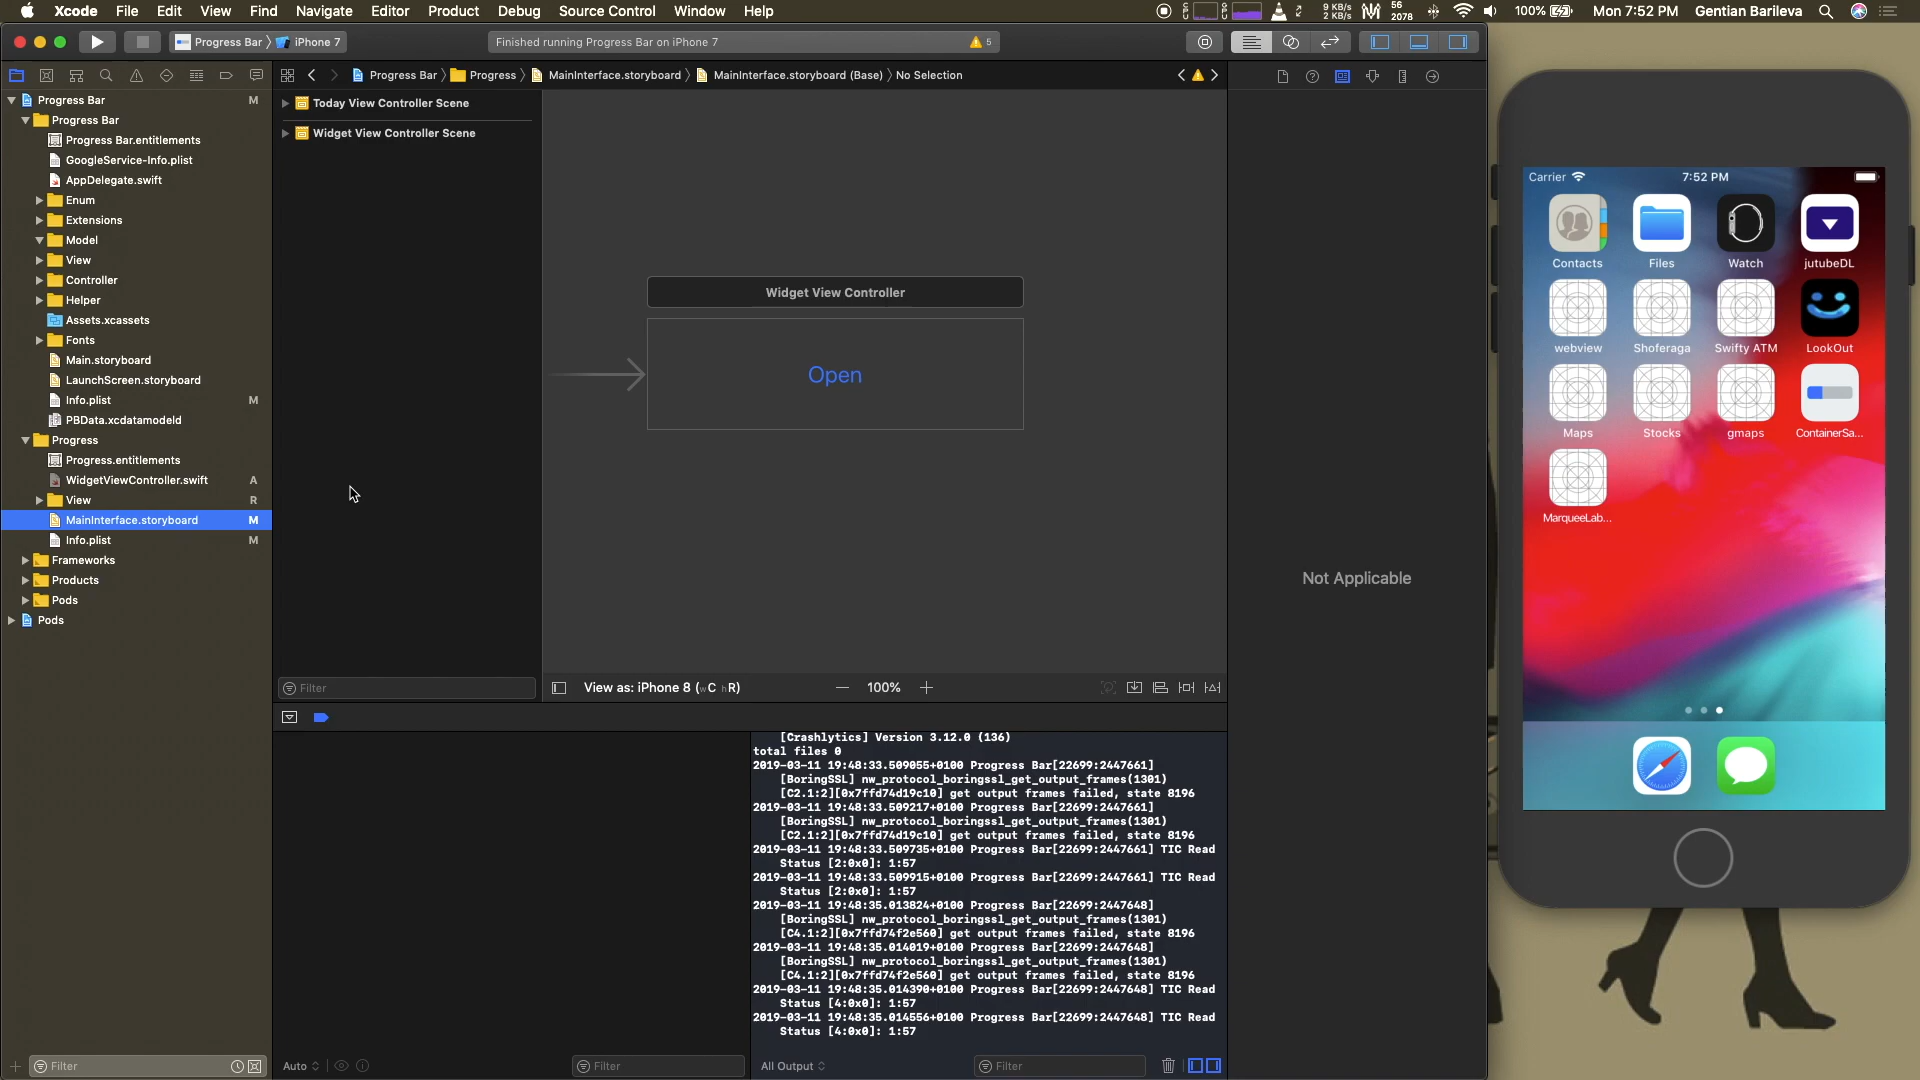 Xcode File Edit View Find Navigate Editor Product Debug Source Control Window Help
9 KB/s
2 KB/s
56
2078
100% Mon 7:52 PM Gentian Barileva
Progress Bar iPhone 7
Finished running Progress Bar on iPhone 7
5
Progress Bar Progress MainInterface.storyboard MainInterface.storyboard (Base) No Selection
Progress Bar M
Progress Bar
Progress Bar.entitlements
GoogleService-Info.plist
AppDelegate.swift
Enum
Extensions
Model
View
Controller
Helper
Assets.xcassets
Fonts
Main.storyboard
LaunchScreen.storyboard
Info.plist M
PBData.xcdatamodeld
Progress
Progress.entitlements
WidgetViewController.swift A
View R
MainInterface.storyboard M
Info.plist M
Frameworks
Products
Pods
Pods
Filter
Today View Controller Scene
Widget View Controller Scene
Filter
Widget View Controller
Open
View as: iPhone 8 (wC hR)
100%
Not Applicable
[Crashlytics] Version 3.12.0 (136)
total files 0
2019-03-11 19:48:33.509055+0100 Progress Bar[22699:2447661]
[BoringSSL] nw_protocol_boringssl_get_output_frames(1301)
[C2.1:2][0x7ffd74d19c10] get output frames failed, state 8196
2019-03-11 19:48:33.509217+0100 Progress Bar[22699:2447661]
[BoringSSL] nw_protocol_boringssl_get_output_frames(1301)
[C2.1:2][0x7ffd74d19c10] get output frames failed, state 8196
2019-03-11 19:48:33.509735+0100 Progress Bar[22699:2447661] TIC Read
Status [2:0x0]: 1:57
2019-03-11 19:48:33.509915+0100 Progress Bar[22699:2447661] TIC Read
Status [2:0x0]: 1:57
2019-03-11 19:48:35.013824+0100 Progress Bar[22699:2447648]
[BoringSSL] nw_protocol_boringssl_get_output_frames(1301)
[C4.1:2][0x7ffd74f2e560] get output frames failed, state 8196
2019-03-11 19:48:35.014019+0100 Progress Bar[22699:2447648]
[BoringSSL] nw_protocol_boringssl_get_output_frames(1301)
[C4.1:2][0x7ffd74f2e560] get output frames failed, state 8196
2019-03-11 19:48:35.014390+0100 Progress Bar[22699:2447648] TIC Read
Status [4:0x0]: 1:57
2019-03-11 19:48:35.014556+0100 Progress Bar[22699:2447648] TIC Read
Status [4:0x0]: 1:57
Auto
Filter
All Output
Filter
Carrier 7:52 PM
Contacts Files Watch jutubeDL
webview Shoferaga Swifty ATM LookOut
Maps Stocks gmaps ContainerSa...
MarqueeLab...